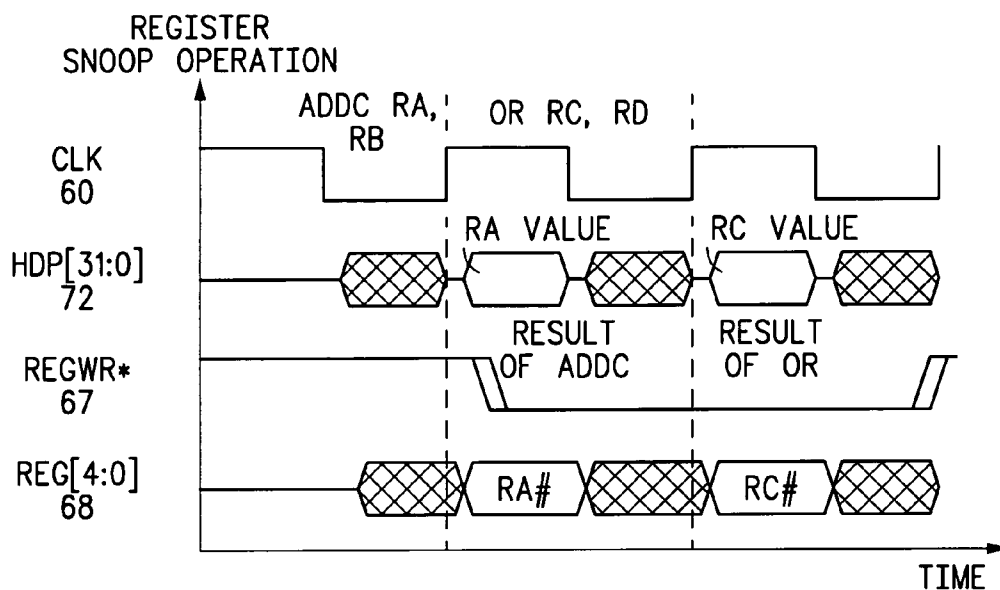 REGISTER
SNOOP OPERATION
ADDC RA,
RB
OR RC, RD
CLK
60
RA VALUE
RC VALUE
HDP[31:0]
72
RESULT
OF ADDC
RESULT
OF OR
REGWR*
67
REG[4:0]
68
RA#
RC#
TIME